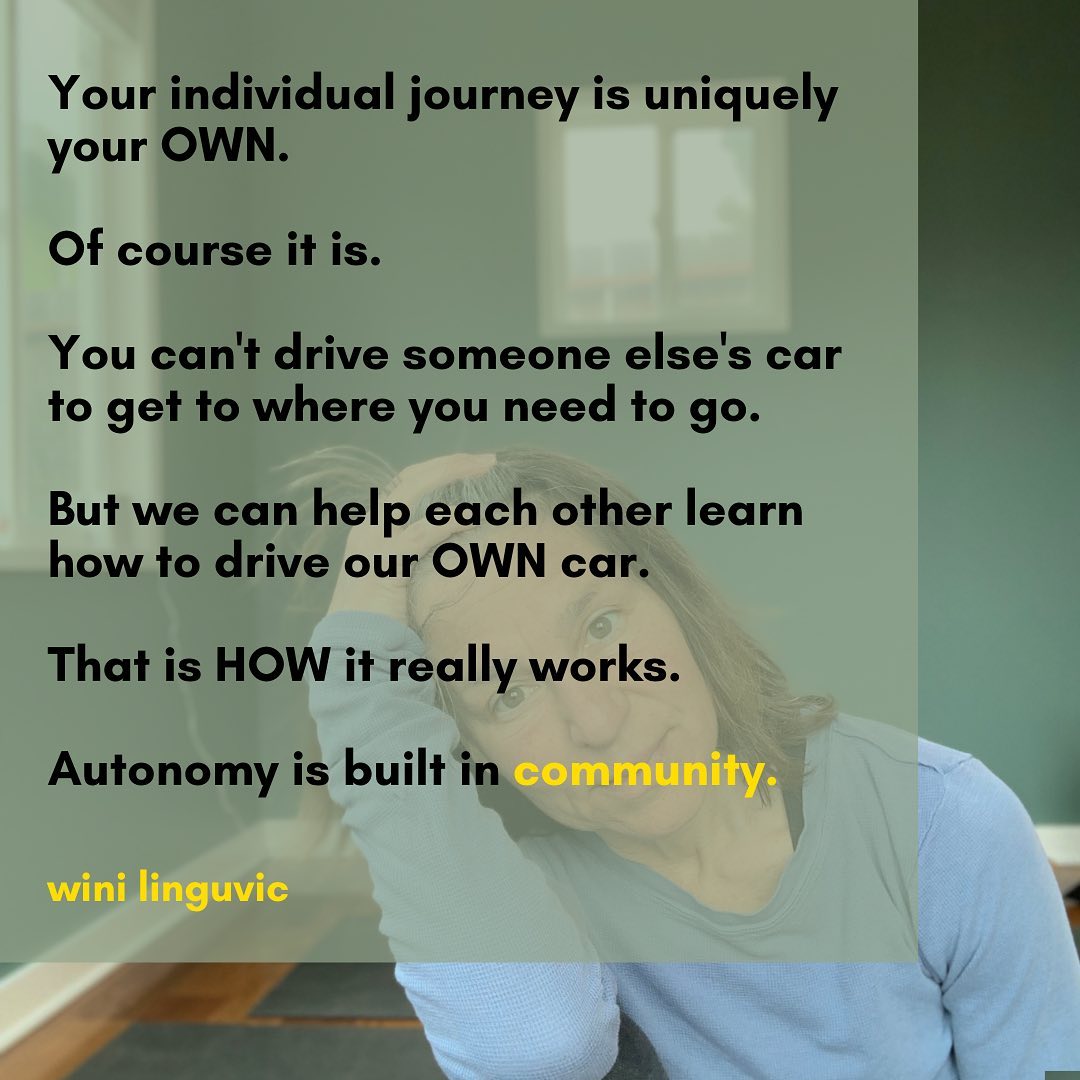 Your individual journey is uniquely
your OWN.
Of course it is.
You can't drive someone else's car
to get to where you need to go.
But we can help each other learn
how to drive our OWN car.
That is HOW it really works.
Autonomy is built in community.
wini linguvic